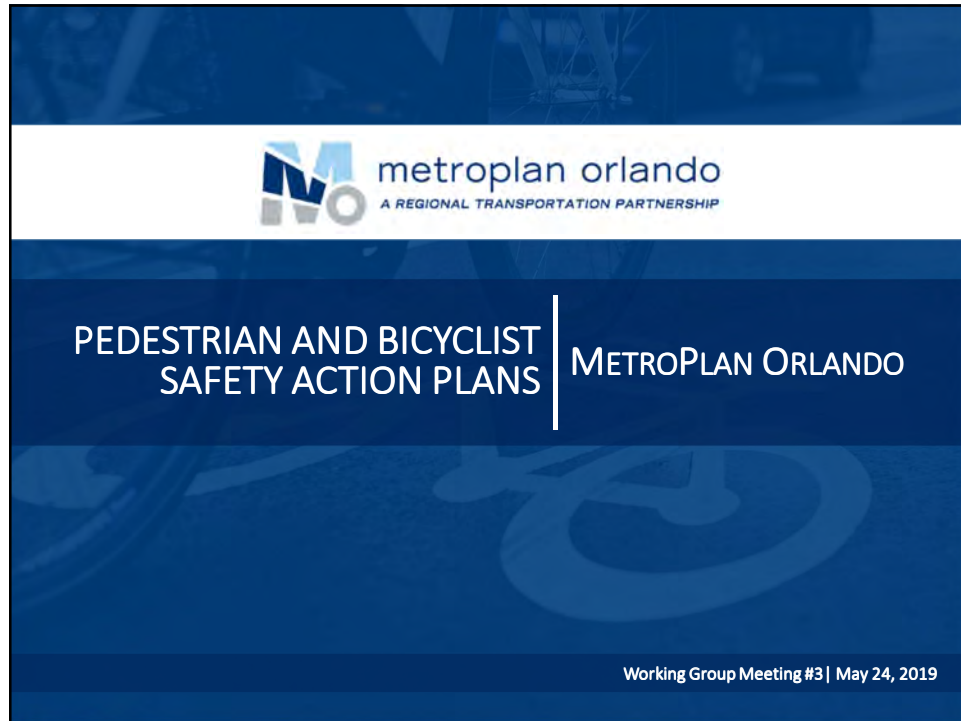 metroplan orlando
A REGIONAL TRANSPORTATION PARTNERSHIP
PEDESTRIAN AND BICYCLIST
SAFETY ACTION PLANS
METROPLAN ORLANDO
Working Group Meeting #3| May 24, 2019